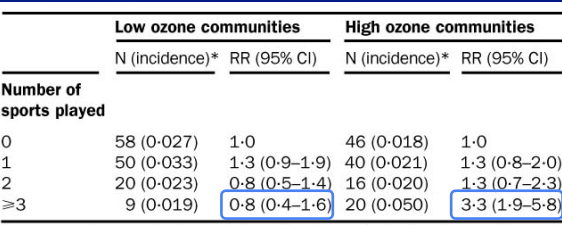 Low ozone communities High ozone communities
N (incidence)* RR (95% CI) N (incidence)* RR (95% CI)
Number of
sports played
0 58 (0·027) 1·0 46 (0·018) 1·0
1 50 (0·033) 1·3 (0·9–1·9) 40 (0·021) 1·3 (0·8–2·0)
2 20 (0·023) 0·8 (0·5–1·4) 16 (0·020) 1·3 (0·7–2·3)
⩾3 9 (0·019) 0·8 (0·4–1·6) 20 (0·050) 3·3 (1·9–5·8)